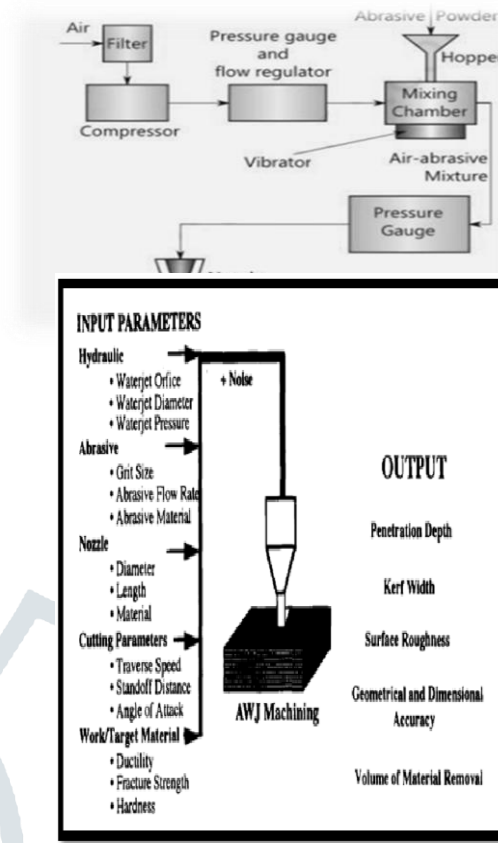 Abrasive Powder
Air
Filter
Pressure gauge
and
flow regulator
Hopper
Mixing
Chamber
Compressor
Vibrator
Air-abrasive
Mixture
Pressure
Gauge
INPUT PARAMETERS
Hydraulic
• Waterjet Orfice
• Waterjet Diameter
• Waterjet Pressure
+ Noise
Abrasive
• Grit Size
• Abrasive Flow Rate
• Abrasive Material
Nozzle
• Diameter
• Length
• Material
Cutting Parameters
• Traverse Speed
• Standoff Distance
• Angle of Attack
Work/Target Material
• Ductility
• Fracture Strength
• Hardness
AWJ Machining
OUTPUT
Penetration Depth
Kerf Width
Surface Roughness
Geometrical and Dimensional
Accuracy
Volume of Material Removal